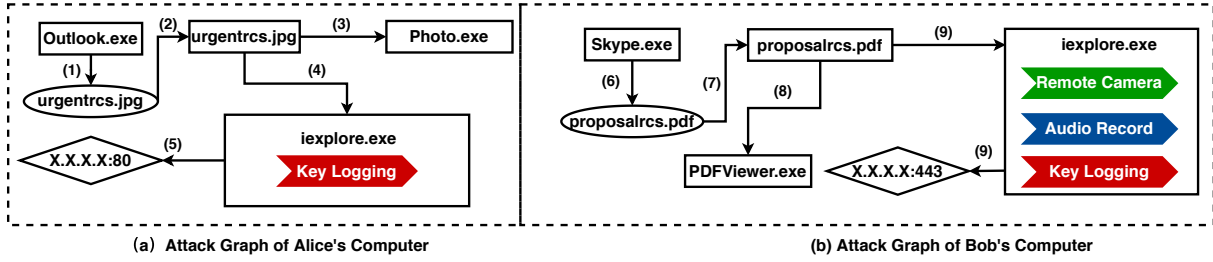 Outlook.exe
(1)
urgentrcs.jpg
(2)
urgentrcs.jpg
(3)
Photo.exe
(4)
iexplore.exe
Key Logging
(5)
X.X.X.X:80
(a) Attack Graph of Alice's Computer
Skype.exe
(6)
proposalrcs.pdf
(7)
proposalrcs.pdf
(8)
PDFViewer.exe
(9)
iexplore.exe
Remote Camera
Audio Record
Key Logging
(9)
X.X.X.X:443
(b) Attack Graph of Bob's Computer